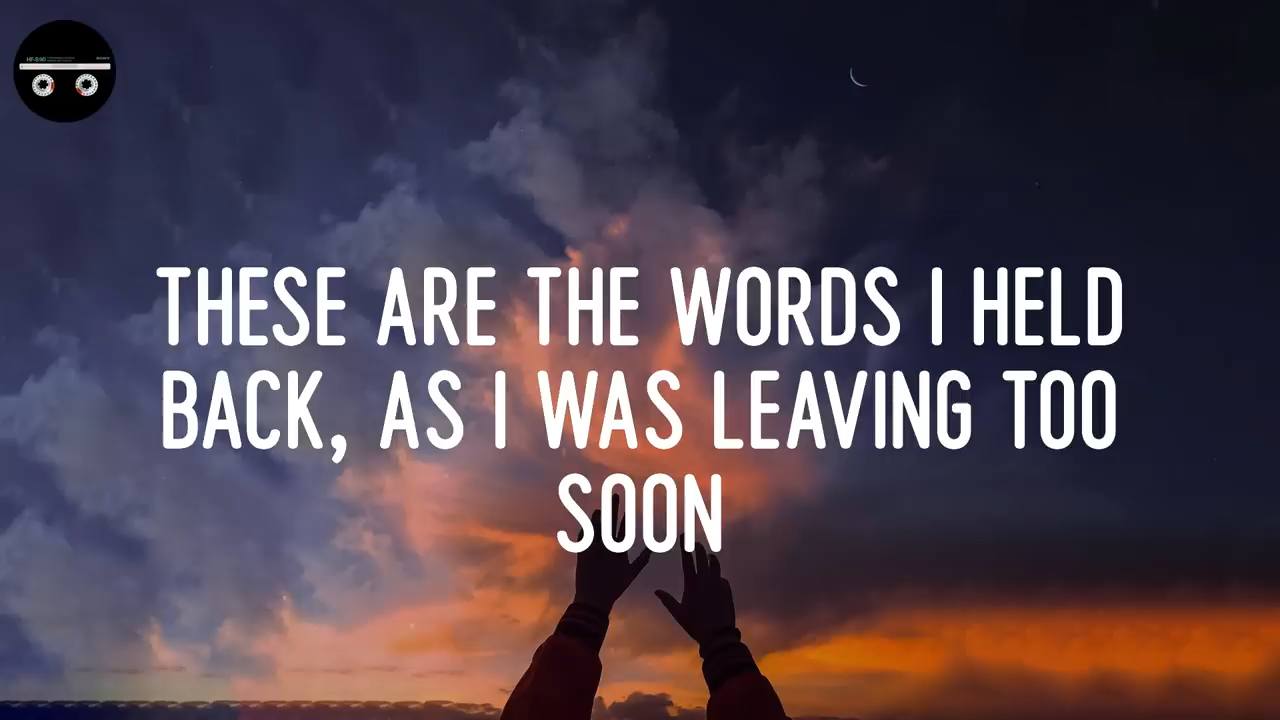 THESE ARE THE WORDS I HELD
BACK, AS I WAS LEAVING TOO
SOON